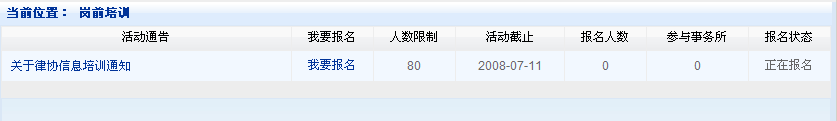 当前位置： 岗前培训
活动通告 我要报名 人数限制 活动截止 报名人数 参与事务所 报名状态
关于律协信息培训通知 我要报名 80 2008-07-11 0 0 正在报名